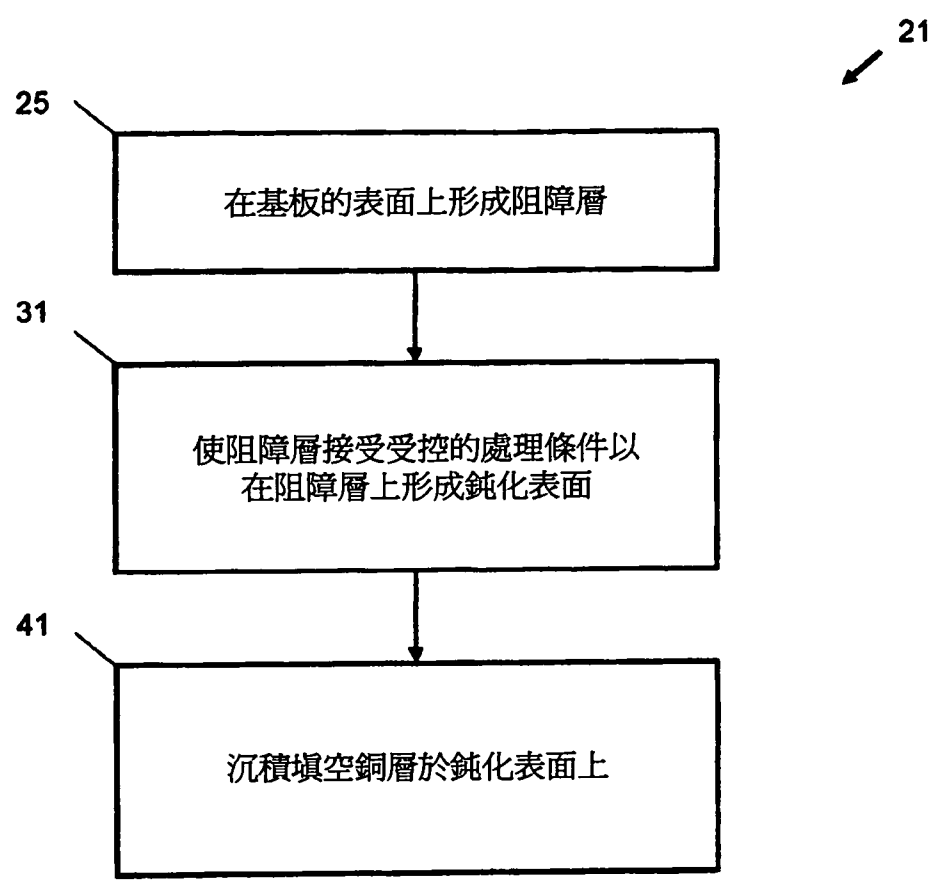 21
25
在基板的表面上形成阻障層
31
使阻障層接受受控的處理條件以
在阻障層上形成鈍化表面
41
沉積填空銅層於鈍化表面上